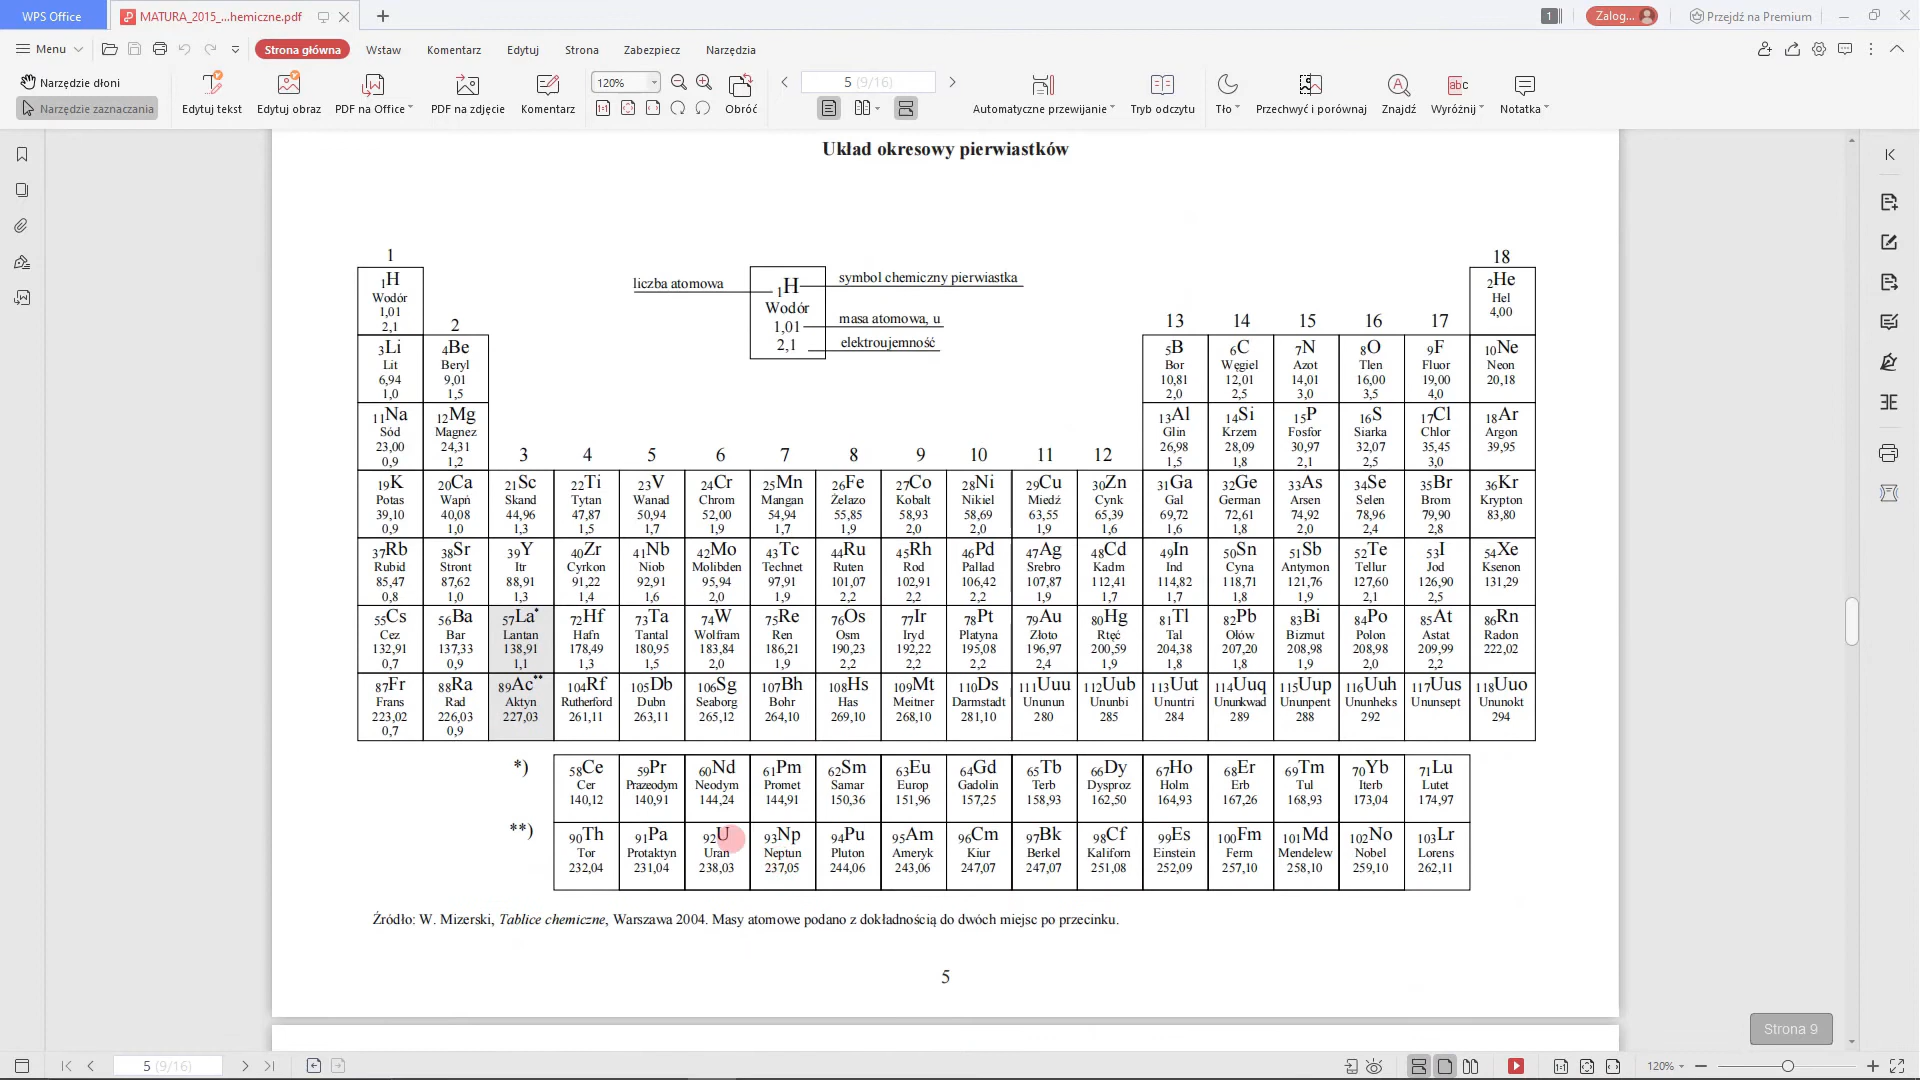 WPS Office
MATURA_2015_...hemiczne.pdf
1
Zalog...
Przejdź na Premium
Menu
Strona główna
Wstaw
Komentarz
Edytuj
Strona
Zabezpiecz
Narzędzia
Narzędzie dłoni
Narzędzie zaznaczania
Edytuj tekst
Edytuj obraz
PDF na Office
PDF na zdjęcie
Komentarz
120%
Obróć
5 (9/16)
Automatyczne przewijanie
Tryb odczytu
Tło
Przechwyć i porównaj
Znajdź
Wyróżnij
Notatka
Układ okresowy pierwiastków
1 18
1H liczba atomowa 1H symbol chemiczny pierwiastka 2He
Wodór Wodór Hel
1,01 1,01 masa atomowa, u 4,00
2,1 2,1 elektroujemność
2 13 14 15 16 17
3Li 4Be 5B 6C 7N 8O 9F 10Ne
Lit Beryl Bor Węgiel Azot Tlen Fluor Neon
6,94 9,01 10,81 12,01 14,01 16,00 19,00 20,18
1,0 1,5 2,0 2,5 3,0 3,5 4,0
11Na 12Mg 13Al 14Si 15P 16S 17Cl 18Ar
Sód Magnez Glin Krzem Fosfor Siarka Chlor Argon
23,00 24,31 26,98 28,09 30,97 32,07 35,45 39,95
0,9 1,2 1,5 1,8 2,1 2,5 3,0
3 4 5 6 7 8 9 10 11 12
19K 20Ca 21Sc 22Ti 23V 24Cr 25Mn 26Fe 27Co 28Ni 29Cu 30Zn 31Ga 32Ge 33As 34Se 35Br 36Kr
Potas Wapń Skand Tytan Wanad Chrom Mangan Żelazo Kobalt Nikiel Miedź Cynk Gal German Arsen Selen Brom Krypton
39,10 40,08 44,96 47,87 50,94 52,00 54,94 55,85 58,93 58,69 63,55 65,39 69,72 72,61 74,92 78,96 79,90 83,80
0,9 1,0 1,3 1,5 1,7 1,9 1,7 1,9 2,0 2,0 1,9 1,6 1,6 1,8 2,0 2,4 2,8
37Rb 38Sr 39Y 40Zr 41Nb 42Mo 43Tc 44Ru 45Rh 46Pd 47Ag 48Cd 49In 50Sn 51Sb 52Te 53I 54Xe
Rubid Stront Itr Cyrkon Niob Molibden Technet Ruten Rod Pallad Srebro Kadm Ind Cyna Antymon Tellur Jod Ksenon
85,47 87,62 88,91 91,22 92,91 95,94 97,91 101,07 102,91 106,42 107,87 112,41 114,82 118,71 121,76 127,60 126,90 131,29
0,8 1,0 1,3 1,4 1,6 2,0 1,9 2,2 2,2 2,2 1,9 1,7 1,7 1,8 1,9 2,1 2,5
55Cs 56Ba 57La* 72Hf 73Ta 74W 75Re 76Os 77Ir 78Pt 79Au 80Hg 81Tl 82Pb 83Bi 84Po 85At 86Rn
Cez Bar Lantan Hafn Tantal Wolfram Ren Osm Iryd Platyna Złoto Rtęć Tal Ołów Bizmut Polon Astat Radon
132,91 137,33 138,91 178,49 180,95 183,84 186,21 190,23 192,22 195,08 196,97 200,59 204,38 207,20 208,98 208,98 209,99 222,02
0,7 0,9 1,1 1,3 1,5 2,0 1,9 2,2 2,2 2,2 2,4 1,9 1,8 1,8 1,9 2,0 2,2
87Fr 88Ra 89Ac** 104Rf 105Db 106Sg 107Bh 108Hs 109Mt 110Ds 111Uuu 112Uub 113Uut 114Uuq 115Uup 116Uuh 117Uus 118Uuo
Frans Rad Aktyn Rutherford Dubn Seaborg Bohr Has Meitner Darmstadt Ununun Ununbi Ununtri Ununkwad Ununpent Ununheks Ununsept Ununokt
223,02 226,03 227,03 261,11 263,11 265,12 264,10 269,10 268,10 281,10 280 285 284 289 288 292 294
0,7 0,9
*) 58Ce 59Pr 60Nd 61Pm 62Sm 63Eu 64Gd 65Tb 66Dy 67Ho 68Er 69Tm 70Yb 71Lu
Cer Prazeodym Neodym Promet Samar Europ Gadolin Terb Dysproz Holm Erb Tul Iterb Lutet
140,12 140,91 144,24 144,91 150,36 151,96 157,25 158,93 162,50 164,93 167,26 168,93 173,04 174,97
**) 90Th 91Pa 92U 93Np 94Pu 95Am 96Cm 97Bk 98Cf 99Es 100Fm 101Md 102No 103Lr
Tor Protaktyn Uran Neptun Pluton Ameryk Kiur Berkel Kaliforn Einstein Ferm Mendelew Nobel Lorens
232,04 231,04 238,03 237,05 244,06 243,06 247,07 247,07 251,08 252,09 257,10 258,10 259,10 262,11
Źródło: W. Mizerski, Tablice chemiczne, Warszawa 2004. Masy atomowe podano z dokładnością do dwóch miejsc po przecinku.
5
Strona 9
5 (9/16)
120%